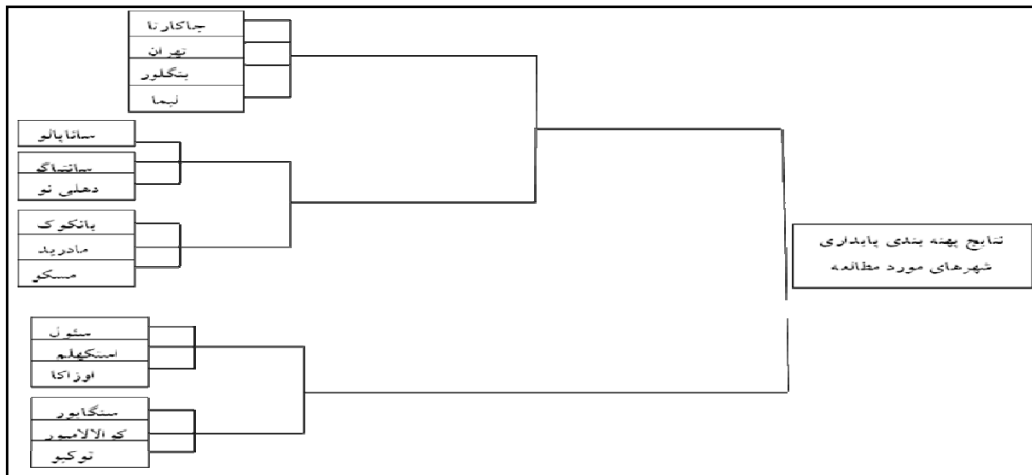 جاکارتا
تهران
بنگلور
لیما
سائاپائو
سانتیاگو
دهلی نو
بانکوک
مادرید
مسکو
سئول
استکهلم
اوزاکا
سنگاپور
کوالالامپور
توکیو
نتایج پهنه بندی پایداری
شهرهای مورد مطالعه